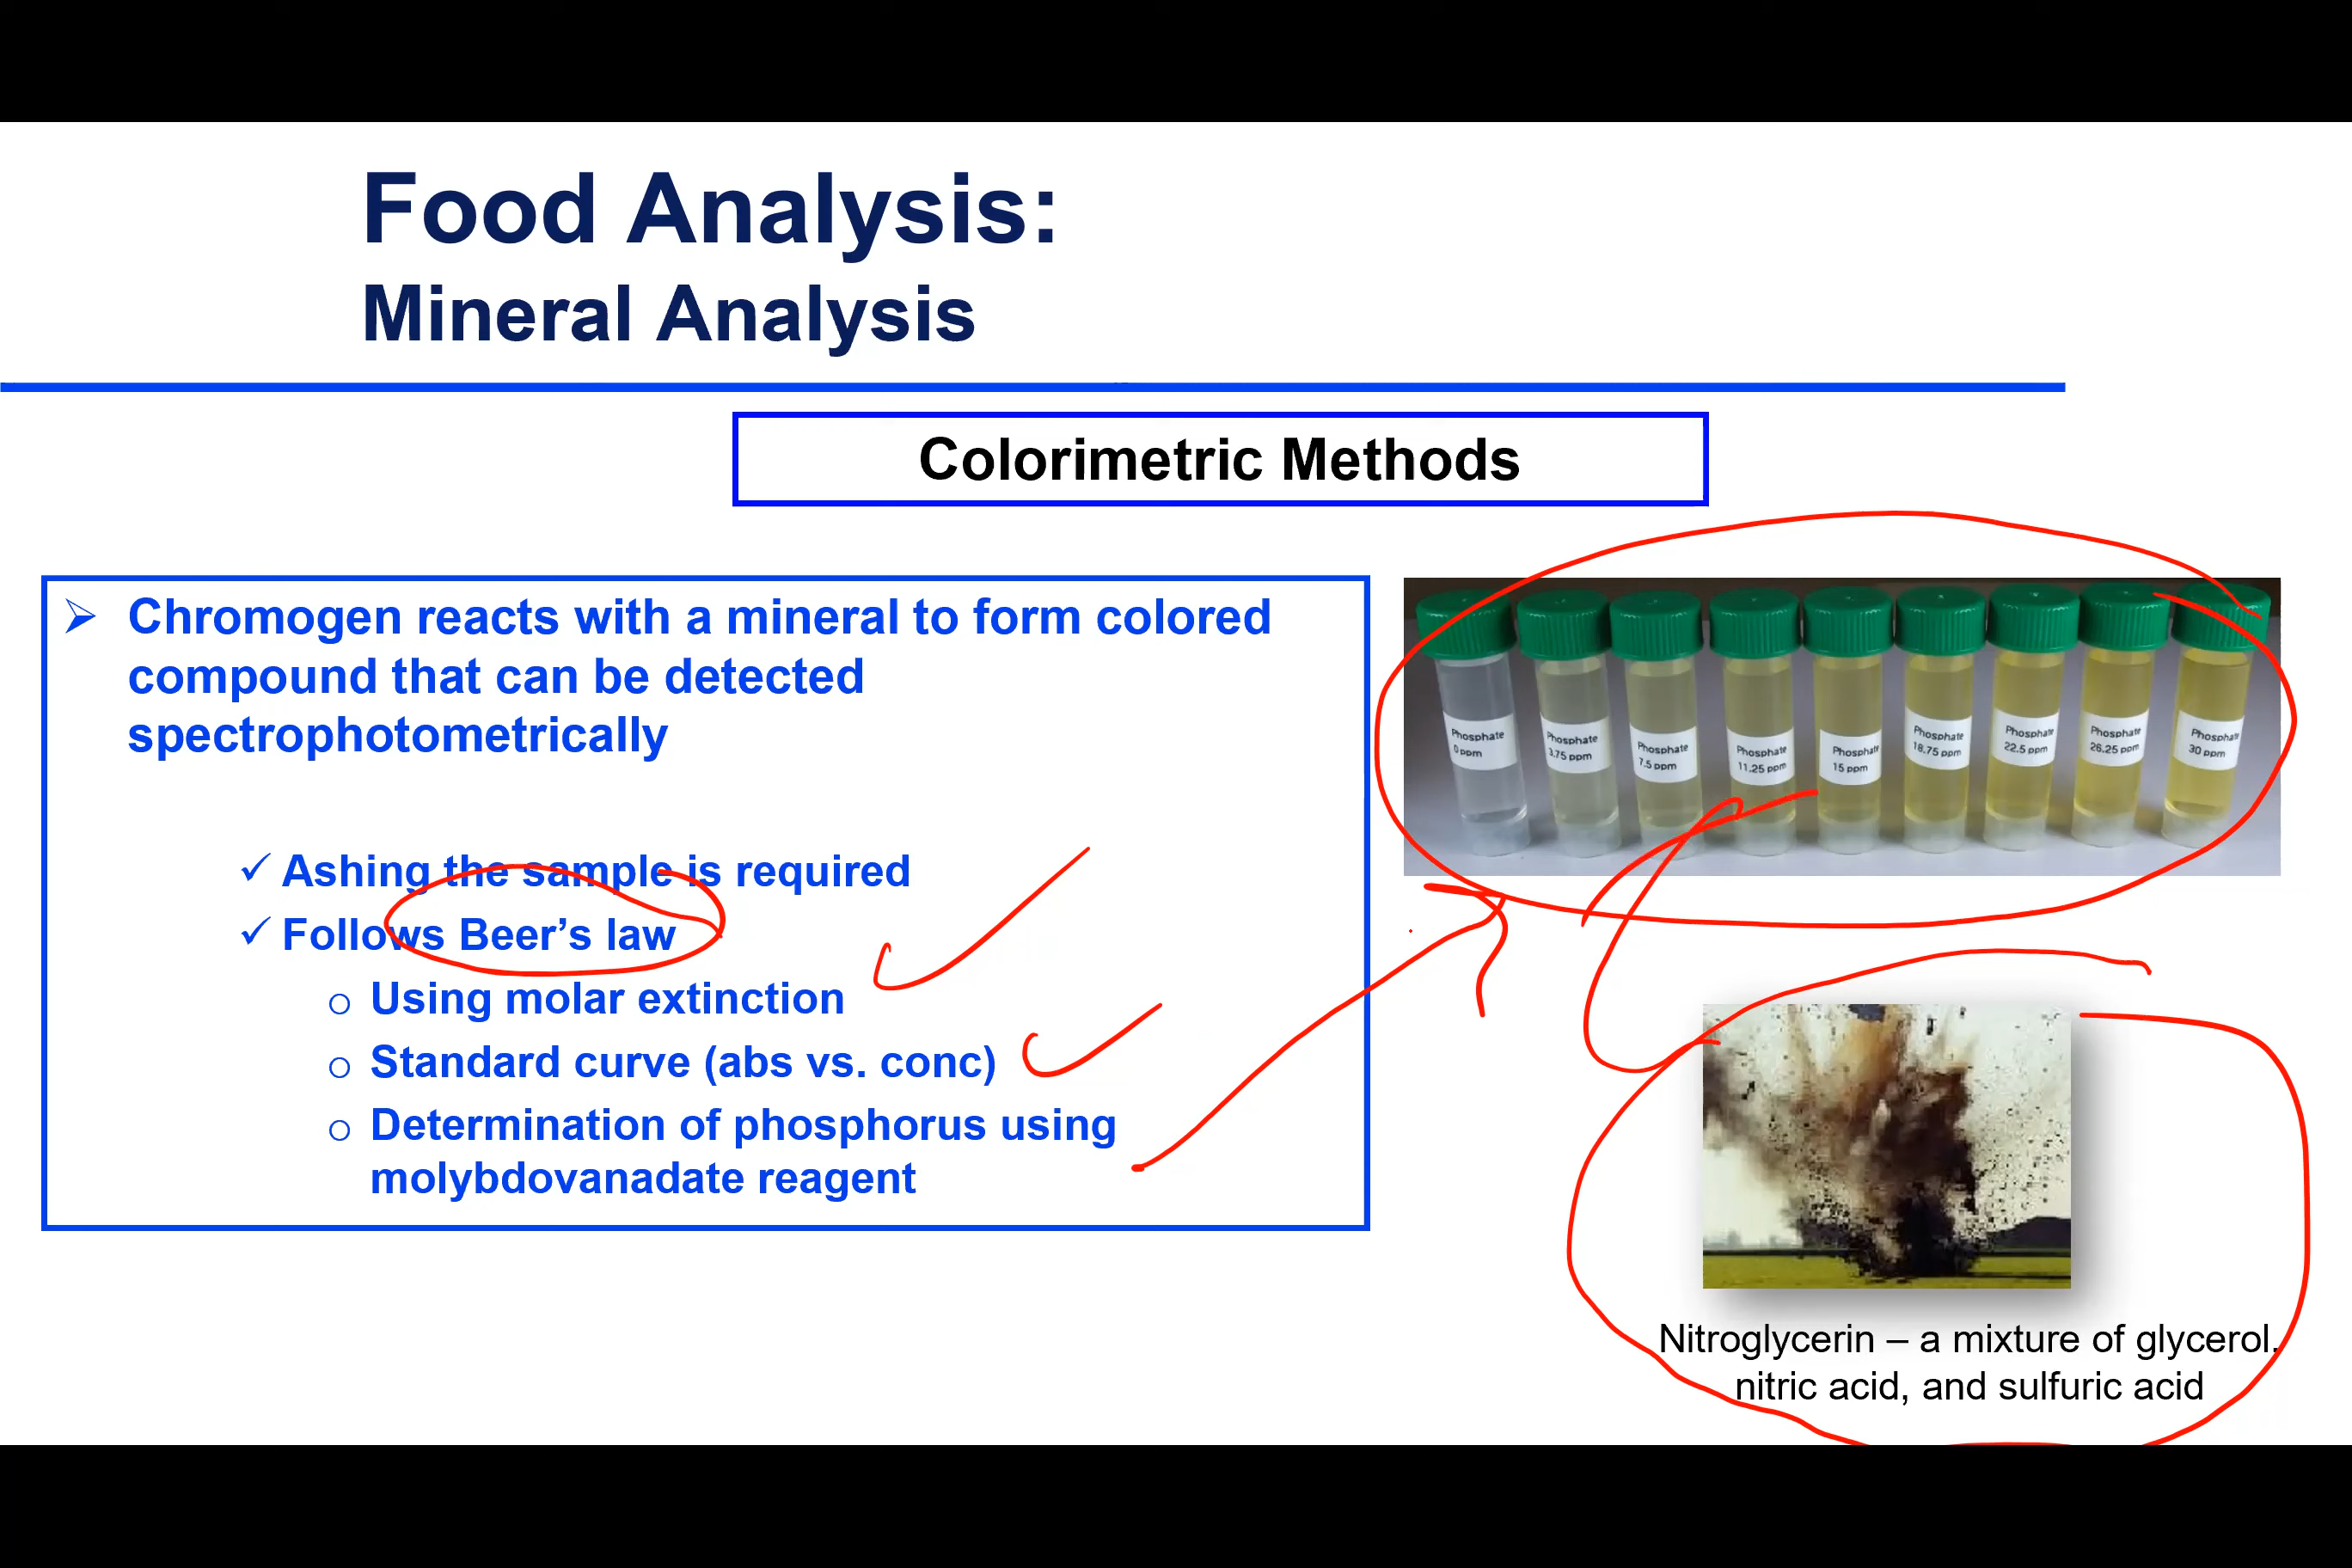 Food Analysis:
Mineral Analysis
Colorimetric Methods
➢ Chromogen reacts with a mineral to form colored
compound that can be detected
spectrophotometrically
✓ Ashing the sample is required
✓ Follows Beer’s law
o Using molar extinction
o Standard curve (abs vs. conc)
o Determination of phosphorus using
molybdovanadate reagent
Phosphate
0 ppm
Phosphate
3.75 ppm
Phosphate
7.5 ppm
Phosphate
11.25 ppm
Phosphate
15 ppm
Phosphate
18.75 ppm
Phosphate
22.5 ppm
Phosphate
26.25 ppm
Phosphate
30 ppm
Nitroglycerin – a mixture of glycerol,
nitric acid, and sulfuric acid